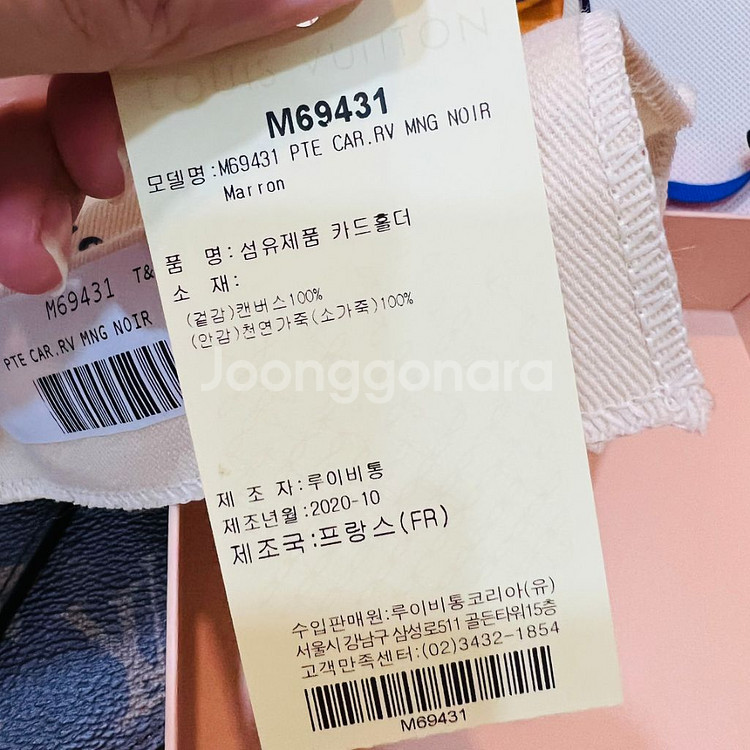 LOUIS VUITTON
M69431
모델명:M69431 PTE CAR.RV MNG NOIR
Marron
품 명: 섬유제품 카드홀더
소 재:
(겉감)캔버스100%
(안감)천연가죽(소가죽)100%
제 조 자:루이비통
제조년월:2020-10
제조국:프랑스(FR)
수입판매원:루이비통코리아(유)
서울시 강남구 삼성로511 골든타워15층
고객만족센터:(02)3432-1854
M69431
M69431 T&
PTE CAR.RV MNG NOIR
Joonggonara